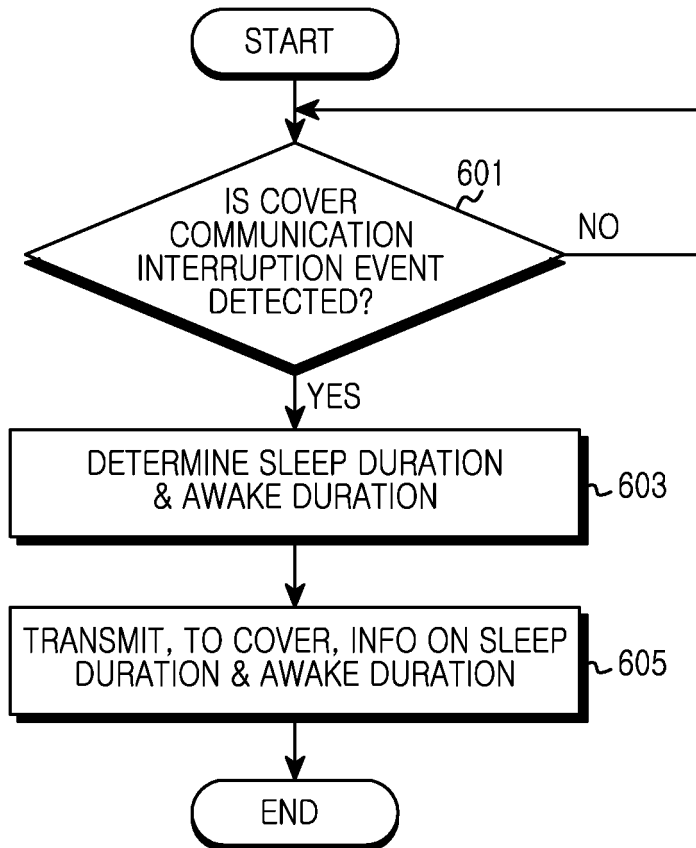 START
601
IS COVER
COMMUNICATION
INTERRUPTION EVENT
DETECTED?
NO
YES
DETERMINE SLEEP DURATION
& AWAKE DURATION
603
TRANSMIT, TO COVER, INFO ON SLEEP
DURATION & AWAKE DURATION
605
END